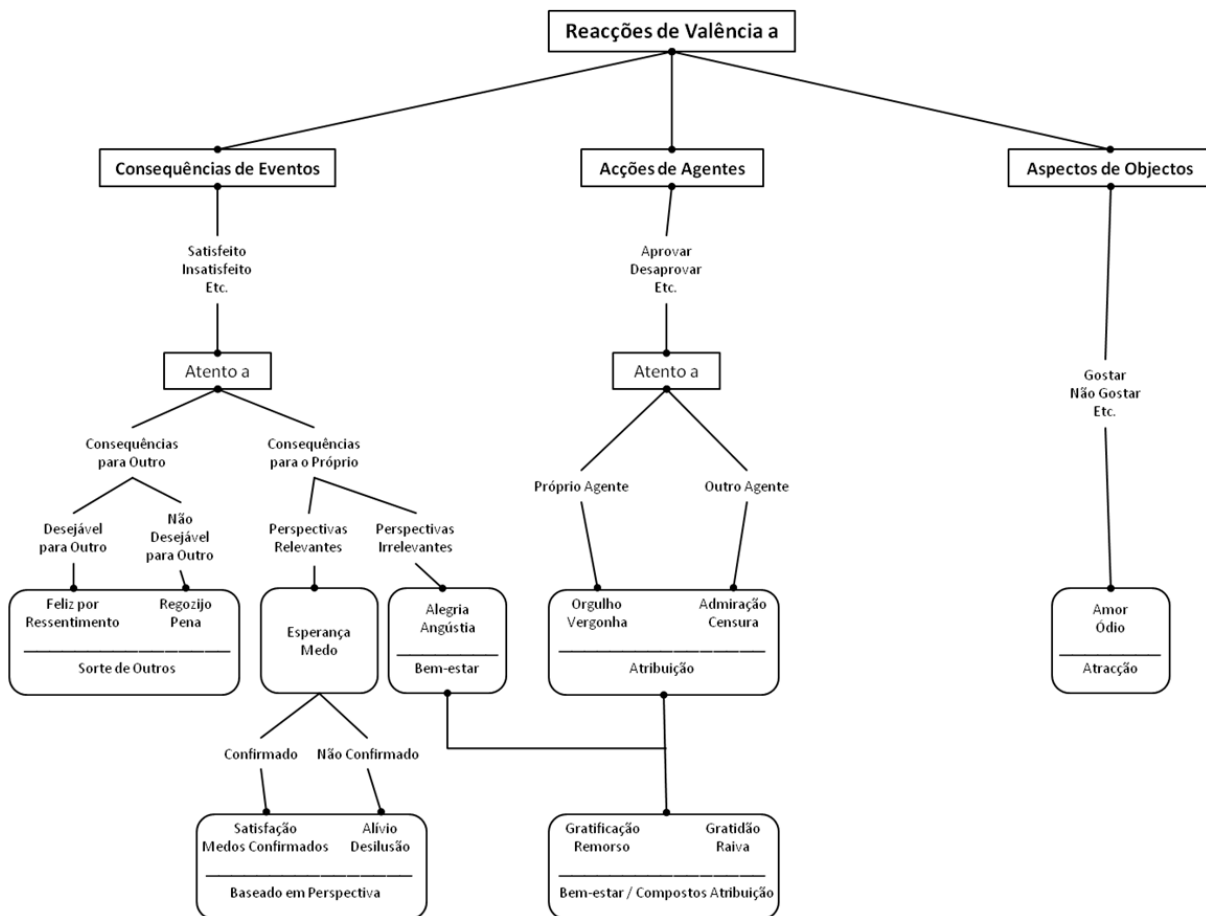 Reacções de Valência a
Consequências de Eventos
Acções de Agentes
Aspectos de Objectos
Satisfeito
Insatisfeito
Etc.
Aprovar
Desaprovar
Etc.
Atento a
Atento a
Gostar
Não Gostar
Etc.
Consequências
para Outro
Consequências
para o Próprio
Próprio Agente
Outro Agente
Desejável
para Outro
Não
Desejável
para Outro
Perspectivas
Relevantes
Perspectivas
Irrelevantes
Feliz por
Ressentimento
Regozijo
Pena
Sorte de Outros
Esperança
Medo
Alegria
Angústia
Bem-estar
Orgulho
Vergonha
Admiração
Censura
Atribuição
Amor
Ódio
Atracção
Confirmado
Não Confirmado
Satisfação
Medos Confirmados
Alívio
Desilusão
Baseado em Perspectiva
Gratificação
Remorso
Gratidão
Raiva
Bem-estar / Compostos Atribuição